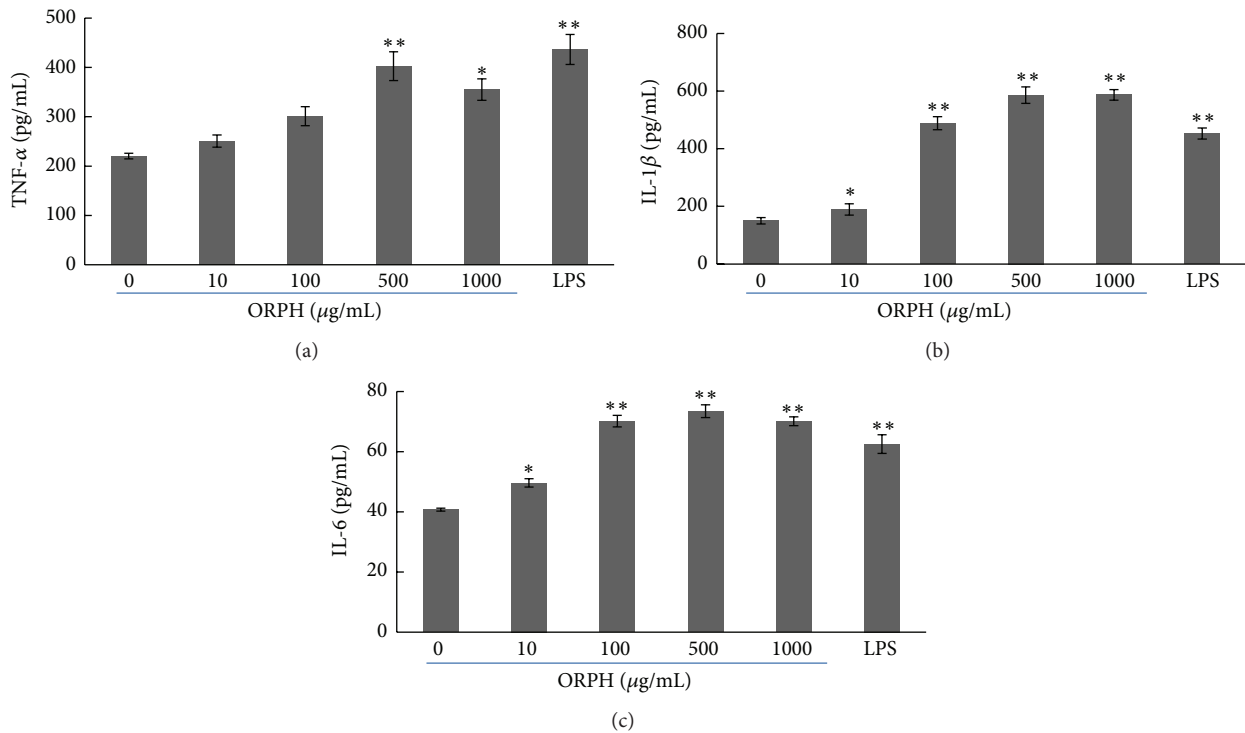 500
400
300
200
100
0
TNF-α (pg/mL)
**
*
**
0 10 100 500 1000 LPS
ORPH (μg/mL)
(a)
800
600
400
200
0
IL-1β (pg/mL)
*
**
**
**
**
0 10 100 500 1000 LPS
ORPH (μg/mL)
(b)
80
60
40
20
0
IL-6 (pg/mL)
*
**
**
**
**
0 10 100 500 1000 LPS
ORPH (μg/mL)
(c)